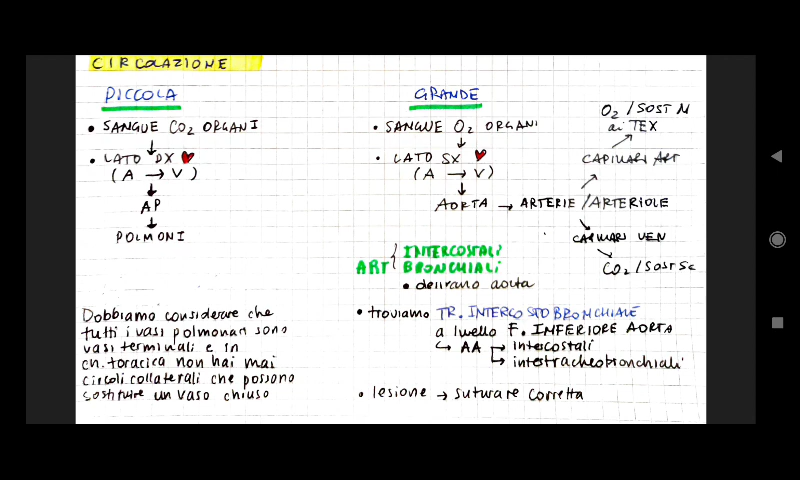 CIRCOLAZIONE
PICCOLA
• SANGUE CO2 ORGANI
↓
• LATO DX ♥
(A → V)
↓
AP
↓
POLMONI
GRANDE
• SANGUE O2 ORGANI
↓
• LATO SX ♥
(A → V)
↓
AORTA → ARTERIE / ARTERIOLE
CAPILLARI ART
O2 / SOST N
ai TEX
CAPILLARI VEN
CO2 / SOST Sc
ART { INTERCOSTALI
BRONCHIALI
• derivano aorta
Dobbiamo considerare che
tutti i vasi polmonari sono
vasi terminali e in
ch. toracica non hai mai
circoli collaterali che possono
sostituire un vaso chiuso
• troviamo TR. INTERCOSTOBRONCHIALE
a livello F. INFERIORE AORTA
↳ AA → intercostali
→ intertracheobronchiali
• lesione → suturare corretta